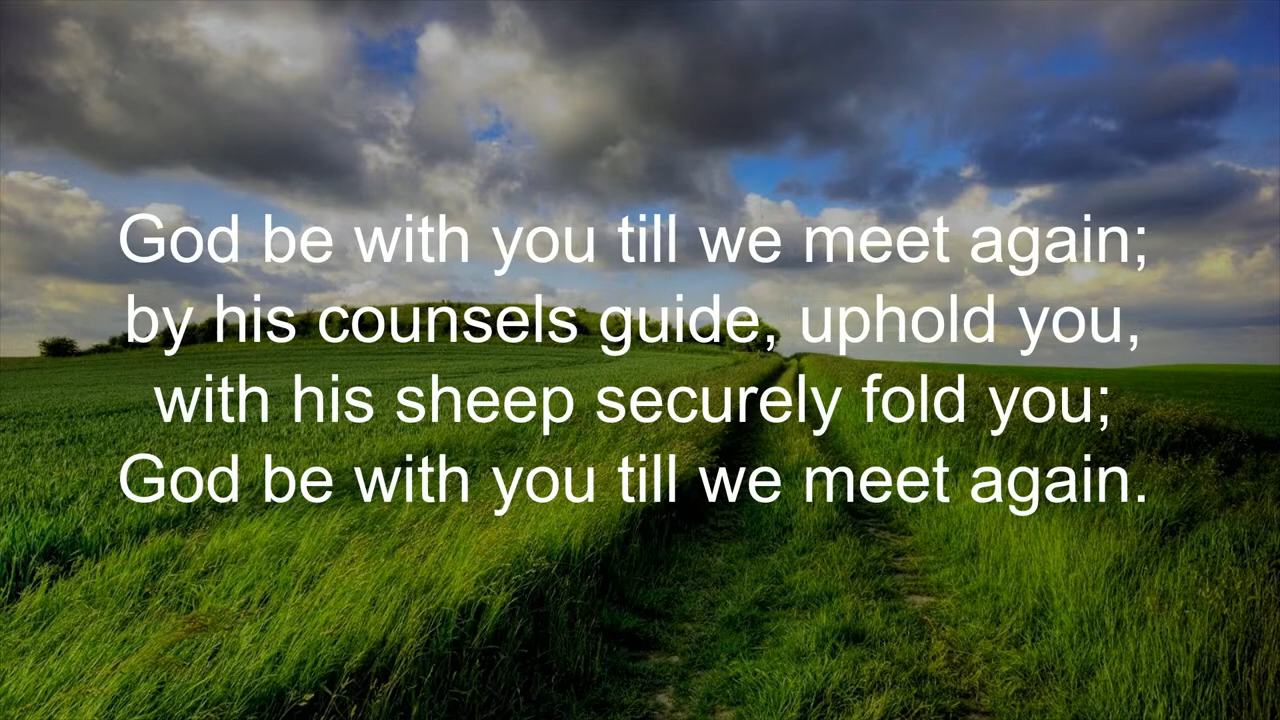 God be with you till we meet again;
by his counsels guide, uphold you,
with his sheep securely fold you;
God be with you till we meet again.